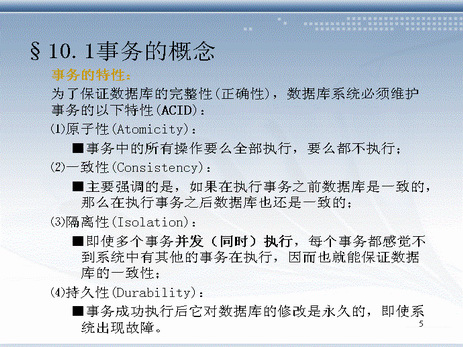 §10.1事务的概念
事务的特性：
为了保证数据库的完整性(正确性)，数据库系统必须维护
事务的以下特性(ACID)：
⑴原子性(Atomicity)：
■事务中的所有操作要么全部执行，要么都不执行；
⑵一致性(Consistency)：
■主要强调的是，如果在执行事务之前数据库是一致的，
那么在执行事务之后数据库也还是一致的；
⑶隔离性(Isolation)：
■即使多个事务并发（同时）执行，每个事务都感觉不
到系统中有其他的事务在执行，因而也就能保证数据
库的一致性；
⑷持久性(Durability)：
■事务成功执行后它对数据库的修改是永久的，即使系
统出现故障。
5